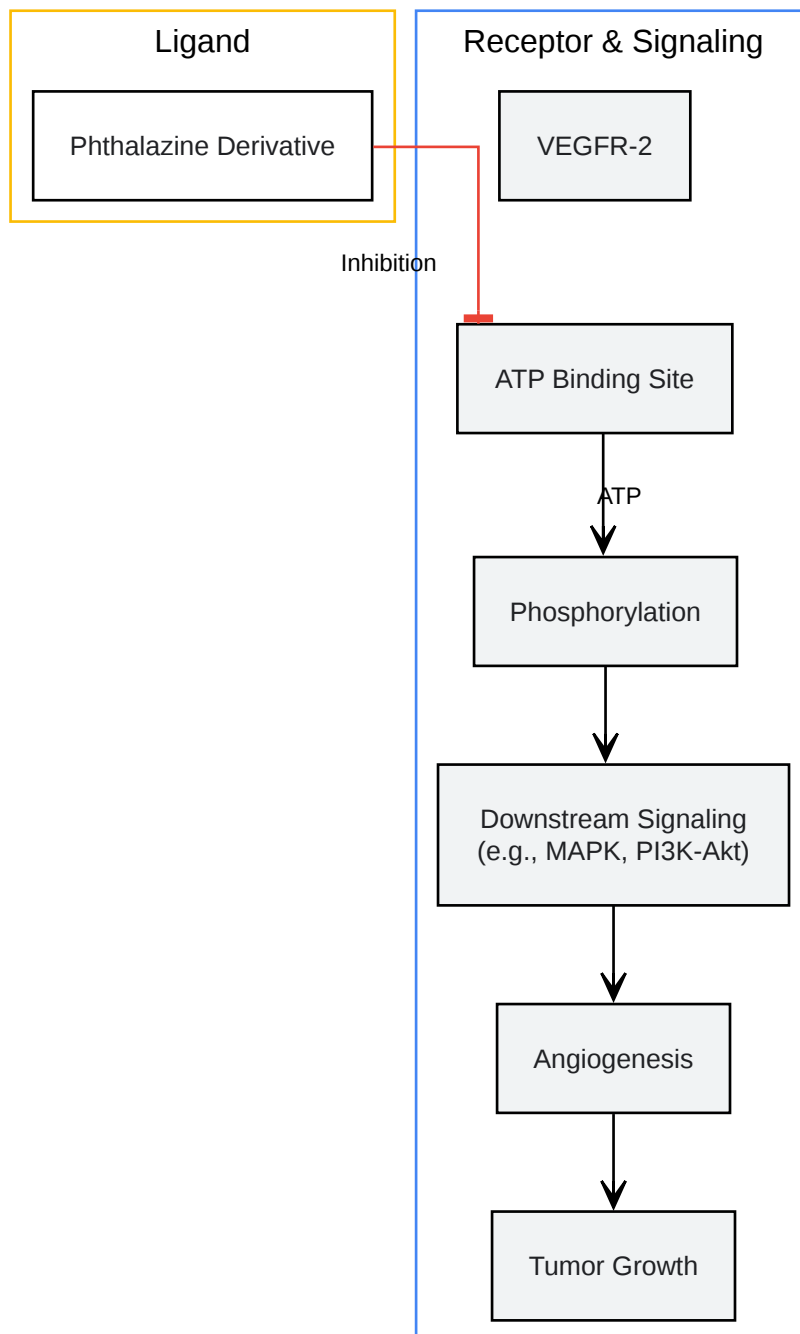 Ligand
Receptor & Signaling
Phthalazine Derivative
VEGFR-2
Inhibition
ATP Binding Site
ATP
Phosphorylation
Downstream Signaling
(e.g., MAPK, PI3K-Akt)
Angiogenesis
Tumor Growth